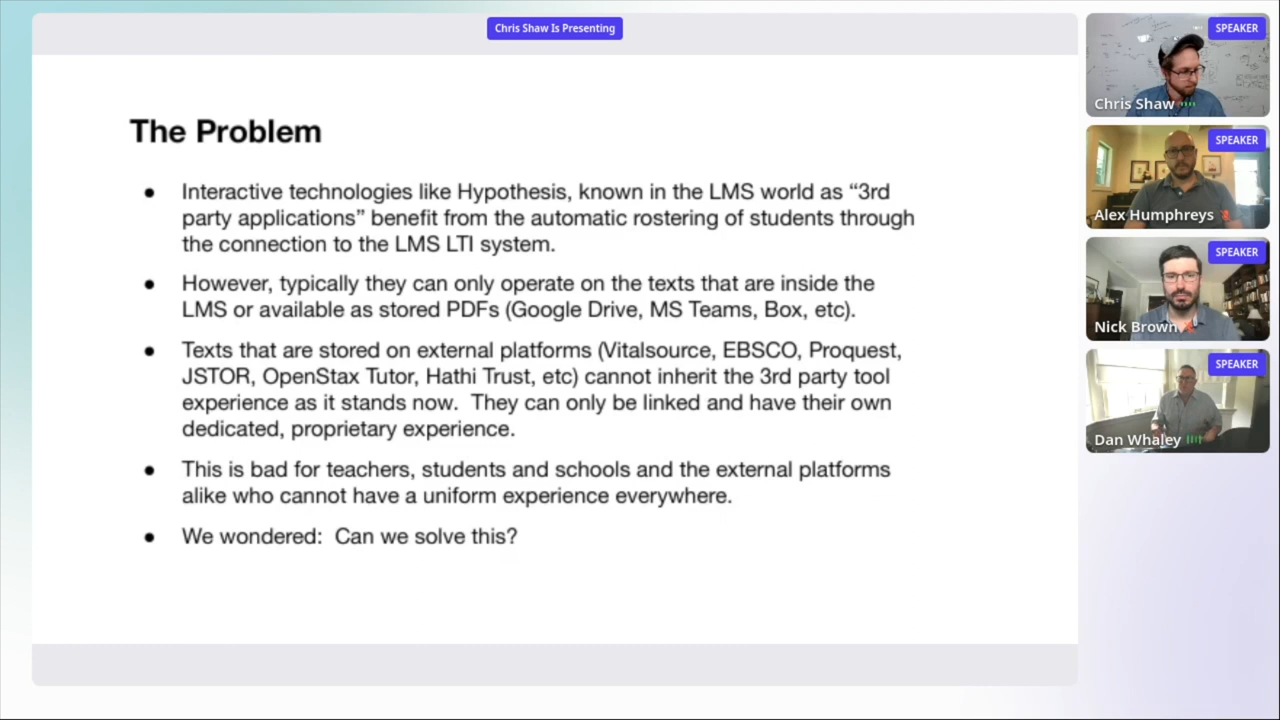 Chris Shaw Is Presenting
The Problem
● Interactive technologies like Hypothesis, known in the LMS world as “3rd
party applications” benefit from the automatic rostering of students through
the connection to the LMS LTI system.
● However, typically they can only operate on the texts that are inside the
LMS or available as stored PDFs (Google Drive, MS Teams, Box, etc).
● Texts that are stored on external platforms (Vitalsource, EBSCO, Proquest,
JSTOR, OpenStax Tutor, Hathi Trust, etc) cannot inherit the 3rd party tool
experience as it stands now.  They can only be linked and have their own
dedicated, proprietary experience.
● This is bad for teachers, students and schools and the external platforms
alike who cannot have a uniform experience everywhere.
● We wondered:  Can we solve this?
SPEAKER
Chris Shaw
SPEAKER
Alex Humphreys
SPEAKER
Nick Brown
SPEAKER
Dan Whaley